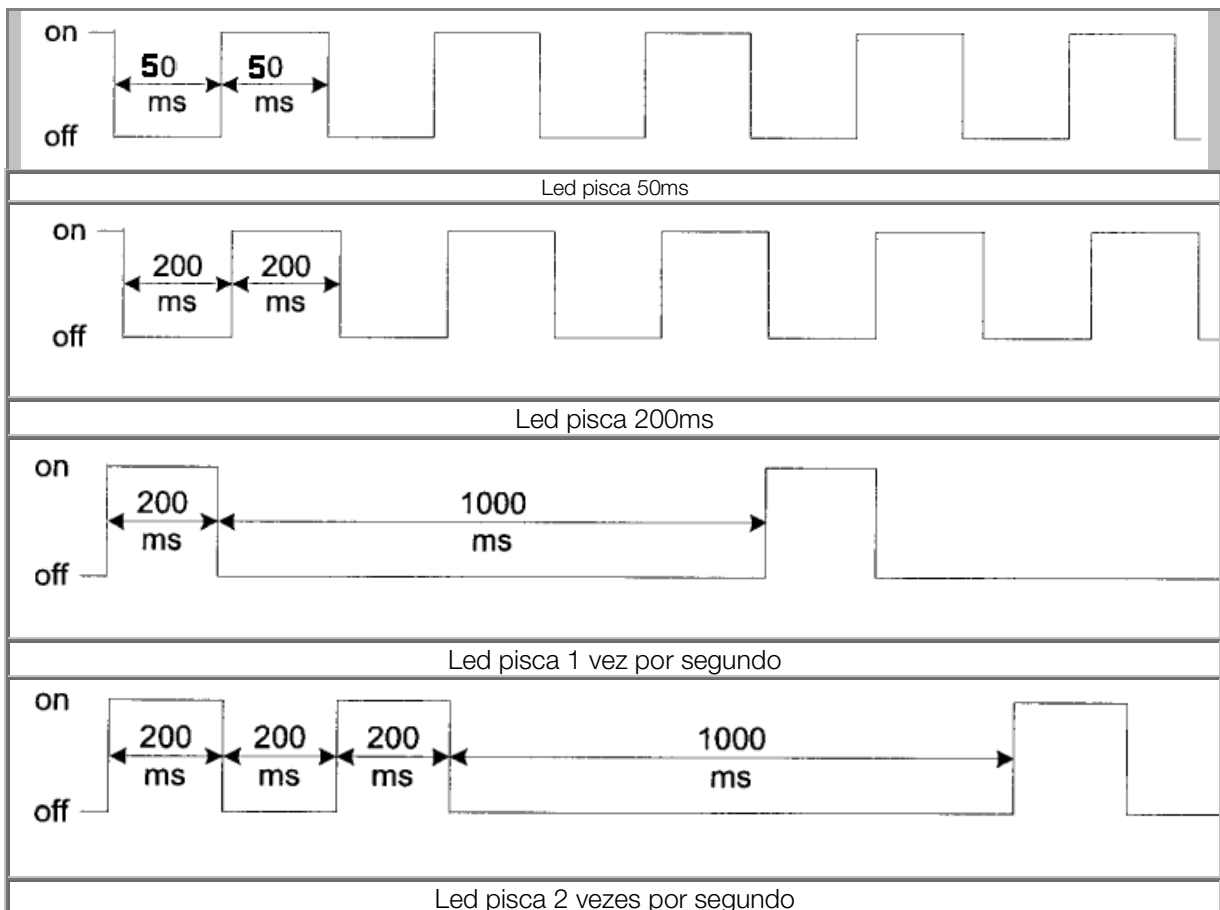 on
50 50
ms ms
off
Led pisca 50ms
on
200 200
ms ms
off
Led pisca 200ms
on
200 1000
ms ms
off
Led pisca 1 vez por segundo
on
200 200 200 1000
ms ms ms ms
off
Led pisca 2 vezes por segundo